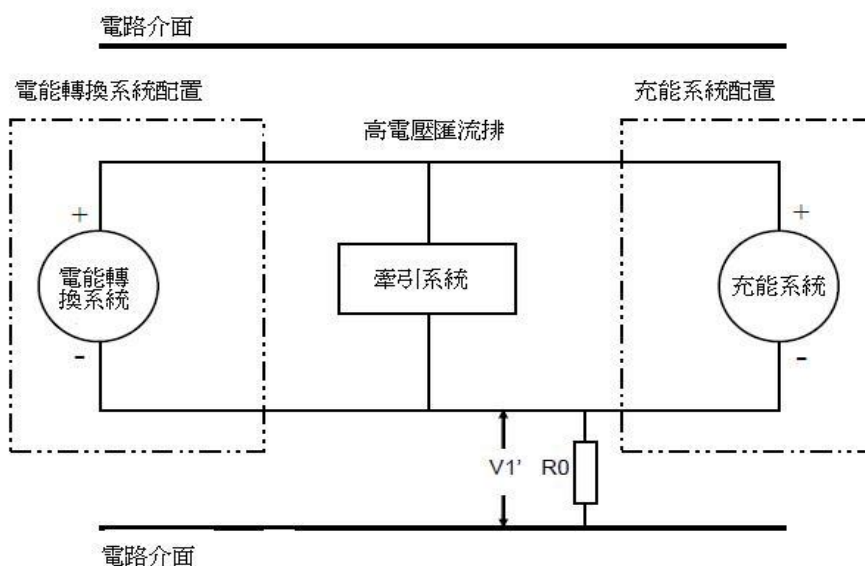 電路介面
電能轉換系統配置
充能系統配置
高電壓匯流排
+
+
電能轉
換系統
牽引系統
充能系統
-
-
V1'
R0
電路介面